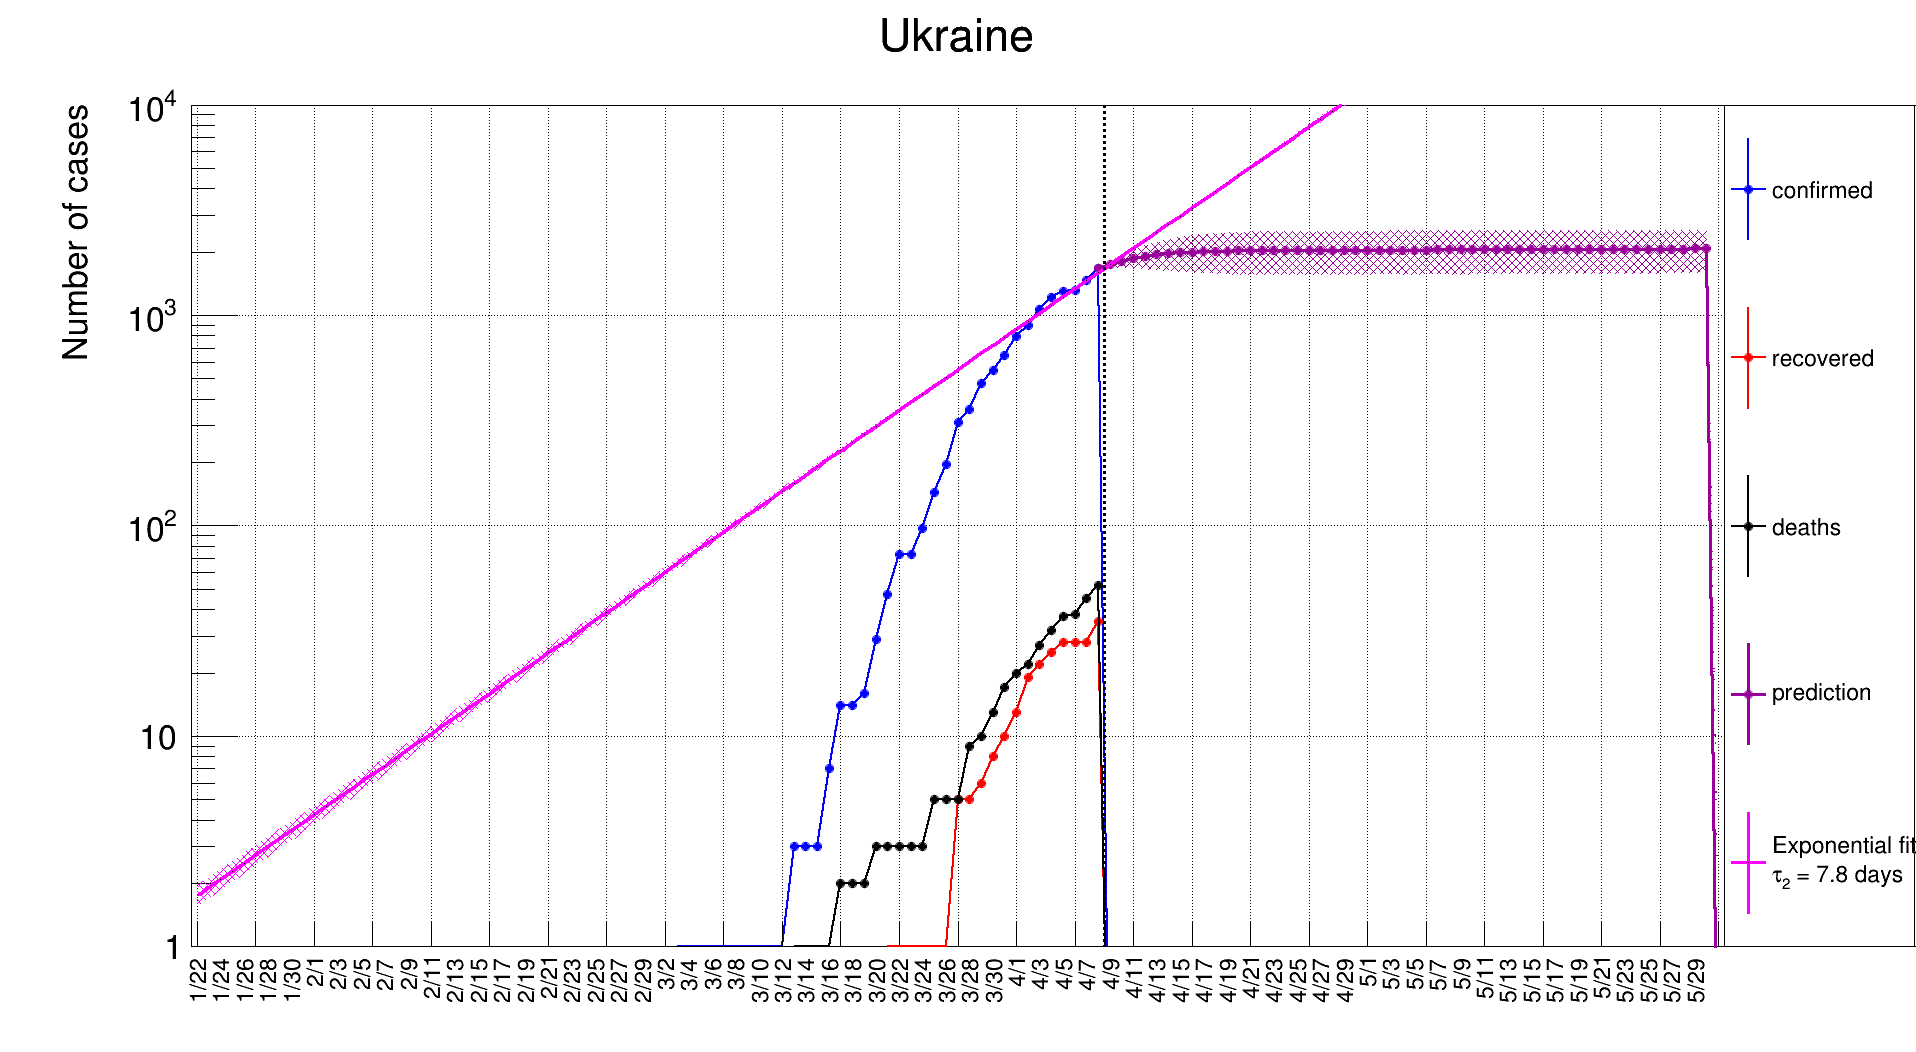 Ukraine
Number of cases
10⁴
10³
10²
10
1
1/22 1/24 1/26 1/28 1/30 2/1 2/3 2/5 2/7 2/9 2/11 2/13 2/15 2/17 2/19 2/21 2/23 2/25 2/27 2/29 3/2 3/4 3/6 3/8 3/10 3/12 3/14 3/16 3/18 3/20 3/22 3/24 3/26 3/28 3/30 4/1 4/3 4/5 4/7 4/9 4/11 4/13 4/15 4/17 4/19 4/21 4/23 4/25 4/27 4/29 5/1 5/3 5/5 5/7 5/9 5/11 5/13 5/15 5/17 5/19 5/21 5/23 5/25 5/27 5/29
confirmed
recovered
deaths
prediction
Exponential fit
τ₂ = 7.8 days